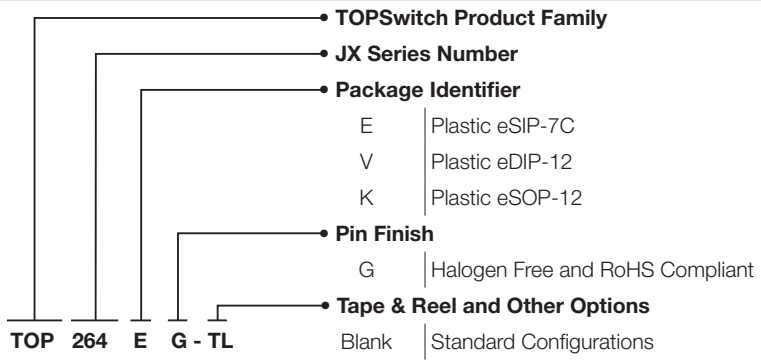 TOPSwitch Product Family
JX Series Number
Package Identifier
E Plastic eSIP-7C
V Plastic eDIP-12
K Plastic eSOP-12
Pin Finish
G Halogen Free and RoHS Compliant
Tape & Reel and Other Options
Blank Standard Configurations
TOP 264 E G - TL